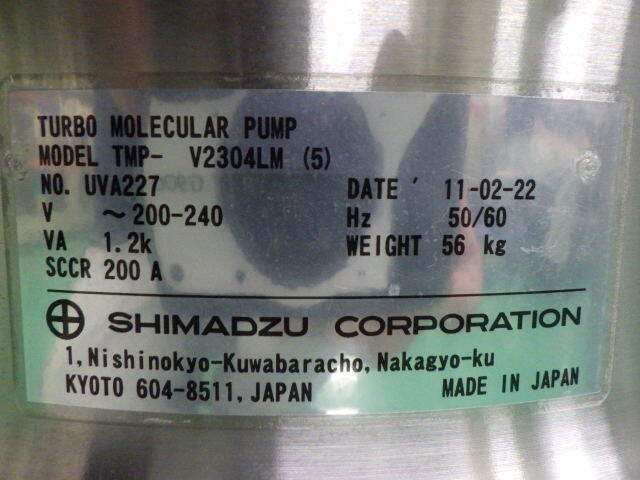 TURBO MOLECULAR PUMP
MODEL TMP- V2304LM (5)
NO. UVA227 DATE ' 11-02-22
V ~200-240 Hz 50/60
VA 1.2k WEIGHT 56 kg
SCCR 200 A
SHIMADZU CORPORATION
1, Nishinokyo-Kuwabaracho, Nakagyo-ku
KYOTO 604-8511, JAPAN MADE IN JAPAN